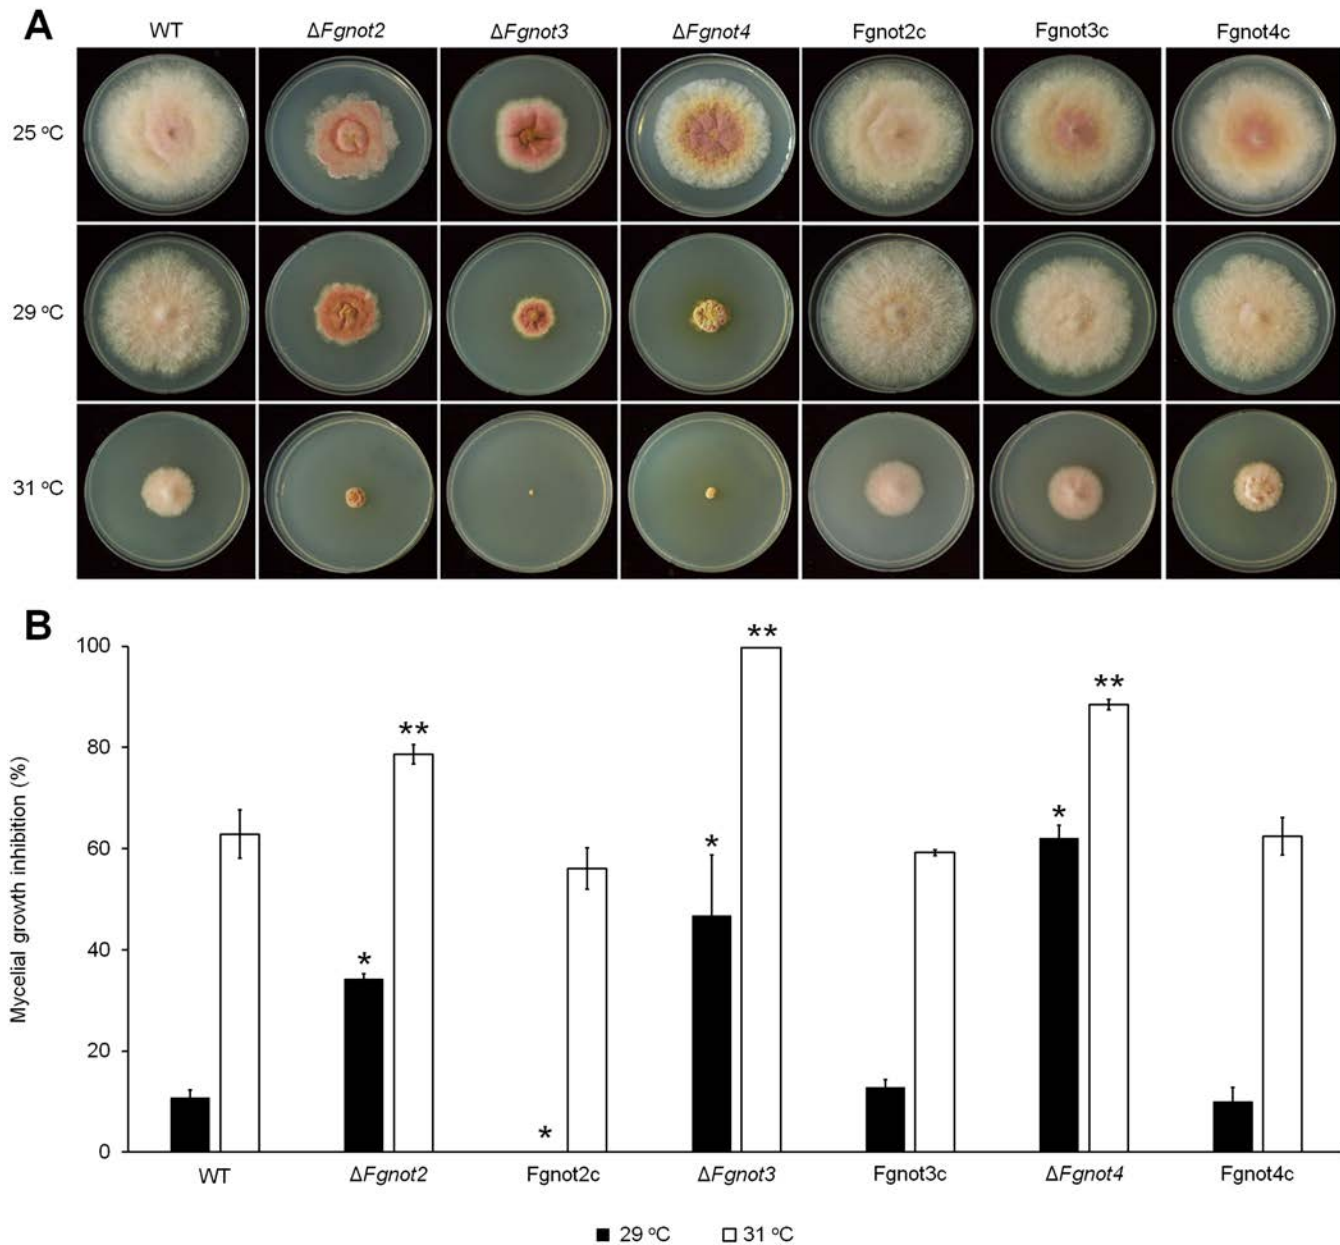 A
WT ΔFgnot2 ΔFgnot3 ΔFgnot4 Fgnot2c Fgnot3c Fgnot4c
25 °C
29 °C
31 °C
B
100
80
60
40
20
0
Mycelial growth inhibition (%)
** ** ** * * * *
WT ΔFgnot2 Fgnot2c ΔFgnot3 Fgnot3c ΔFgnot4 Fgnot4c
29 °C 31 °C